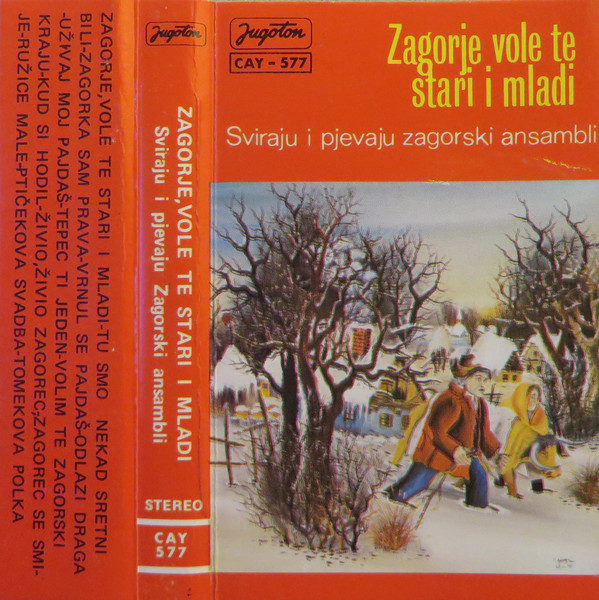 ZAGORJE,VOLE TE STARI I MLADI-TU SMO NEKAD SRETNI
BILI-ZAGORKA SAM PRAVA-VRNUL SE PAJDAŠ-ODLAZI DRAGA
-UŽIVAJ MOJ PAJDAŠ-TEPEC TI JEDEN-VOLIM TE ZAGORSKI
KRAJU-KUD SI HODIL-ŽIVIO,ŽIVIO ZAGOREC-ZAGOREC SE SMI-
JE-RUŽICE MALE-PTIČEKOVA SVADBA-TOMEKOVA POLKA
Jugoton
ZAGORJE,VOLE TE STARI I MLADI
Sviraju i pjevaju Zagorski ansambli
STEREO
CAY
577
Jugoton
CAY - 577
Zagorje vole te
stari i mladi
Sviraju i pjevaju zagorski ansambli